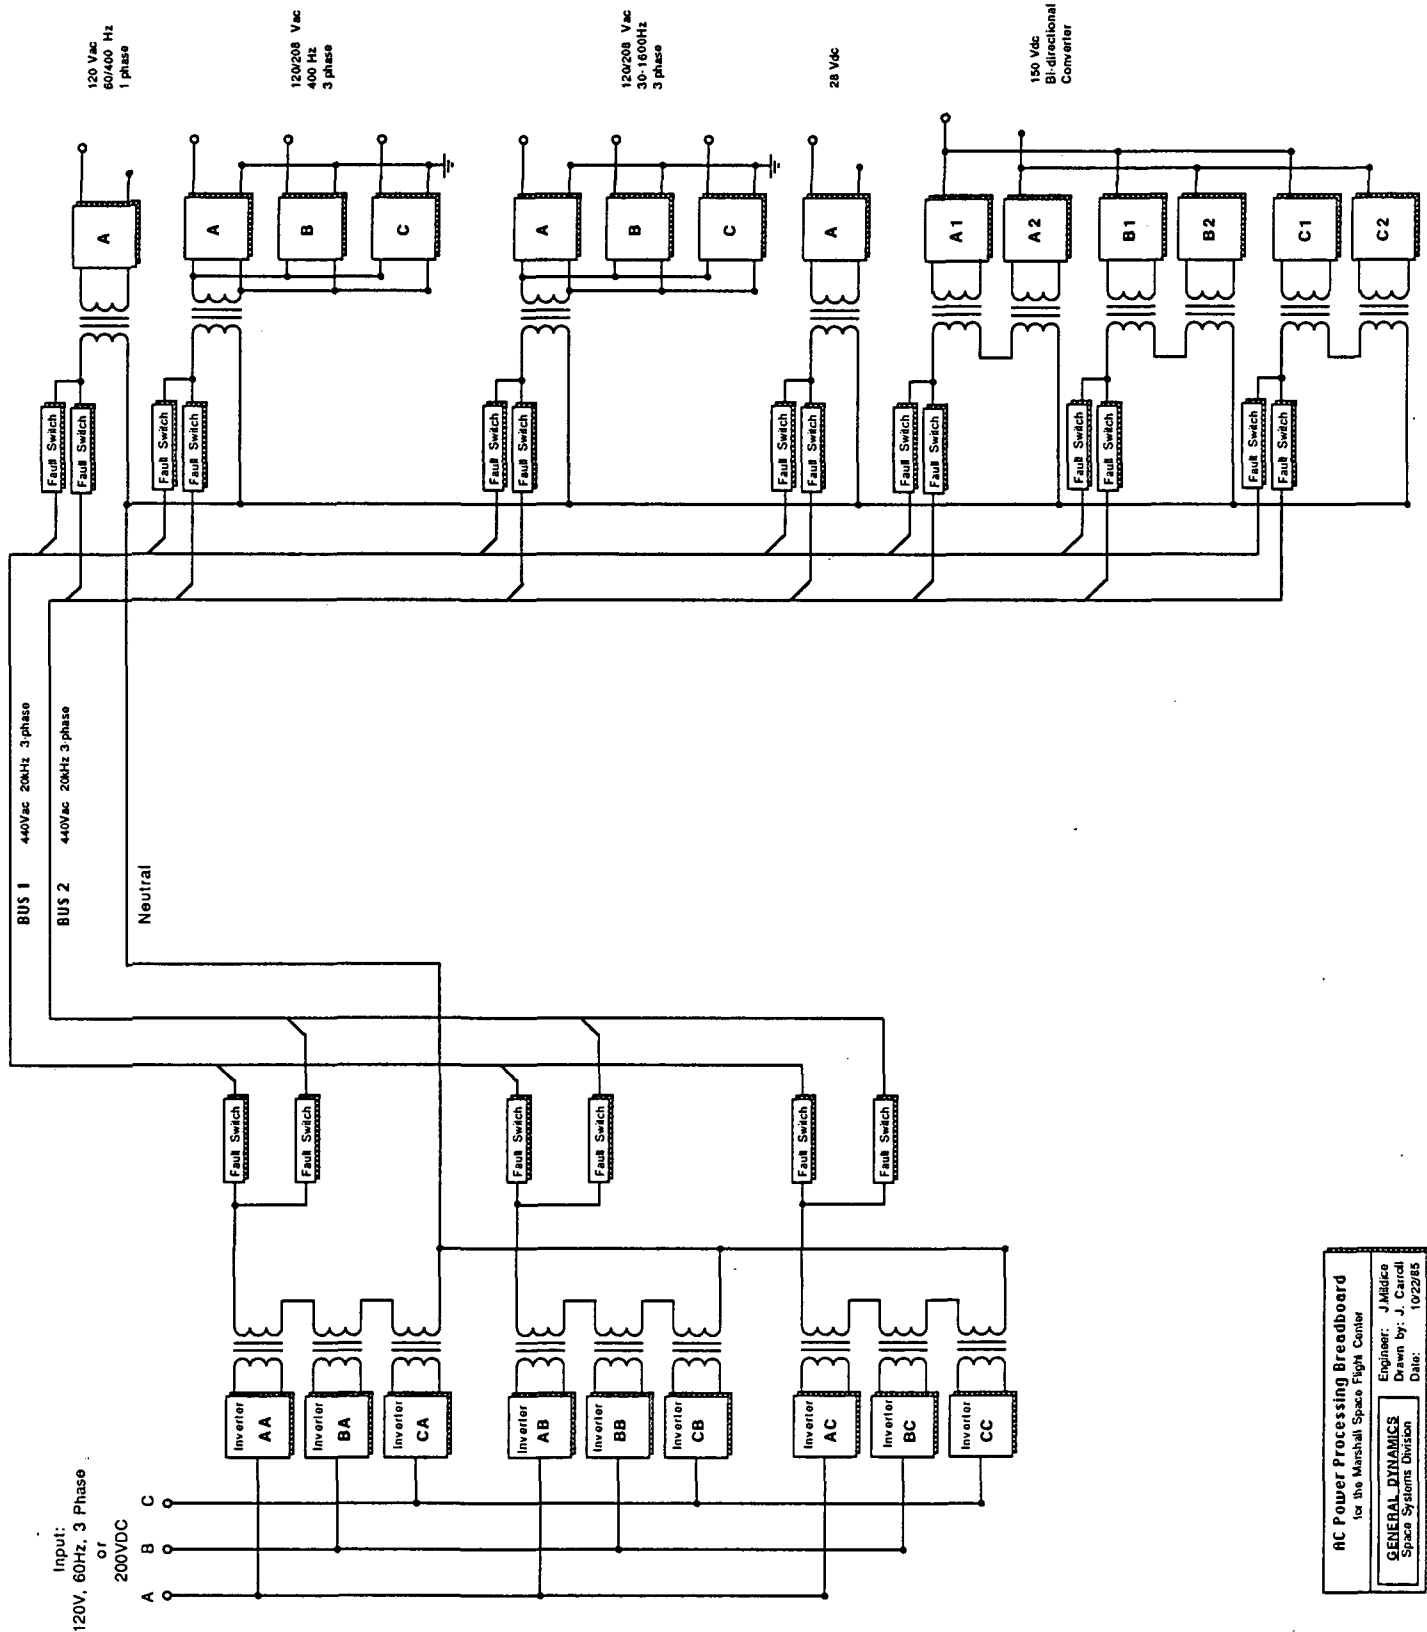 120 Vac
60/400 Hz
1 phase
120/208 Vac
400 Hz
3 phase
120/208 Vac
30-1600Hz
3 phase
28 Vdc
150 Vdc
Bi-directional
Converter
A
A
B
C
A
B
C
A
A1
A2
B1
B2
C1
C2
Fault Switch
Fault Switch
Fault Switch
Fault Switch
Fault Switch
Fault Switch
Fault Switch
Fault Switch
Fault Switch
Fault Switch
Fault Switch
Fault Switch
Fault Switch
Fault Switch
BUS 1 440Vac 20kHz 3-phase
BUS 2 440Vac 20kHz 3-phase
Neutral
Fault Switch
Fault Switch
Fault Switch
Fault Switch
Fault Switch
Fault Switch
Inverter
AA
Inverter
BA
Inverter
CA
Inverter
AB
Inverter
BB
Inverter
CB
Inverter
AC
Inverter
BC
Inverter
CC
Input:
120V, 60Hz, 3 Phase
or
200VDC
A
B
C
AC Power Processing Breadboard
for the Marshall Space Flight Center
GENERAL DYNAMICS
Space Systems Division
Engineer: J.Mildice
Drawn by: J. Carroll
Date: 10/22/85